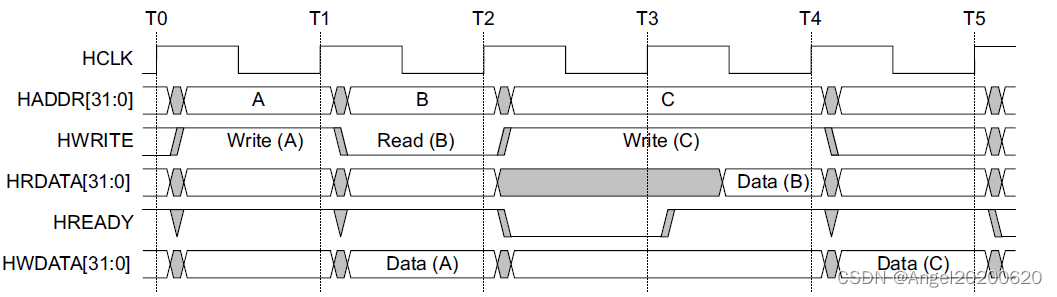 T0 T1 T2 T3 T4 T5
HCLK
HADDR[31:0] A B C
HWRITE Write (A) Read (B) Write (C)
HRDATA[31:0] Data (B)
HREADY
HWDATA[31:0] Data (A) Data (C)
CSDN @Angel26200620